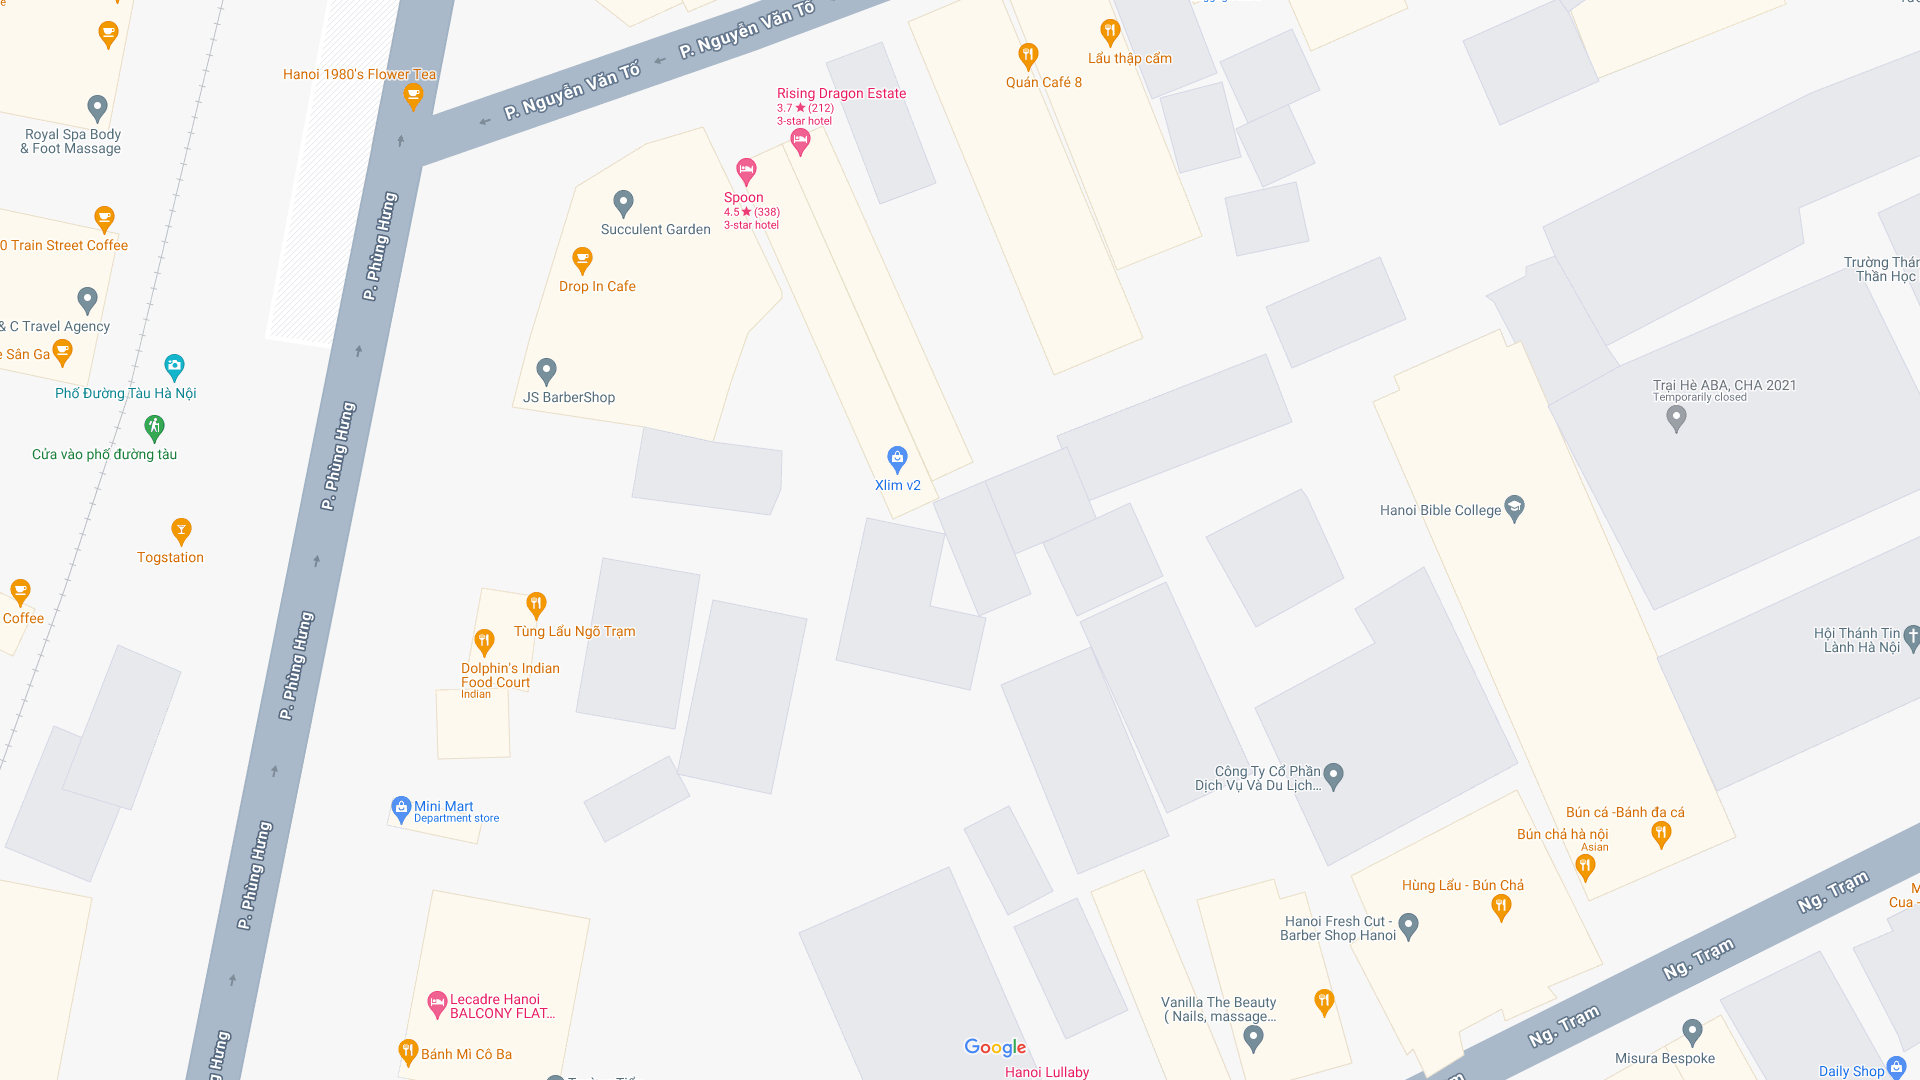 P. Nguyễn Văn Tố
P. Nguyễn Văn Tố
Hanoi 1980's Flower Tea
Royal Spa Body
& Foot Massage
Rising Dragon Estate
3.7★(212)
3-star hotel
Spoon
4.5★(338)
3-star hotel
Quán Café 8
Lẩu thập cẩm
Succulent Garden
Drop In Cafe
JS BarberShop
0 Train Street Coffee
& C Travel Agency
e Sân Ga
Phố Đường Tàu Hà Nội
Cửa vào phố đường tàu
Togstation
Coffee
P. Phùng Hưng
P. Phùng Hưng
P. Phùng Hưng
P. Phùng Hưng
g Hưng
Xlim v2
Trường Thán
Thần Học
Trại Hè ABA, CHA 2021
Temporarily closed
Hanoi Bible College
Hội Thánh Tin
Lành Hà Nội
Tùng Lẩu Ngõ Trạm
Dolphin's Indian
Food Court
Indian
Mini Mart
Department store
Công Ty Cổ Phần
Dịch Vụ Và Du Lịch...
Bún cá -Bánh đa cá
Bún chả hà nội
Asian
Hùng Lẩu - Bún Chả
Hanoi Fresh Cut -
Barber Shop Hanoi
Ng. Trạm
Ng. Trạm
Ng. Trạm
M
Cua -
Lecadre Hanoi
BALCONY FLAT...
Bánh Mì Cô Ba
Vanilla The Beauty
( Nails, massage...
Google
Hanoi Lullaby
Misura Bespoke
Daily Shop